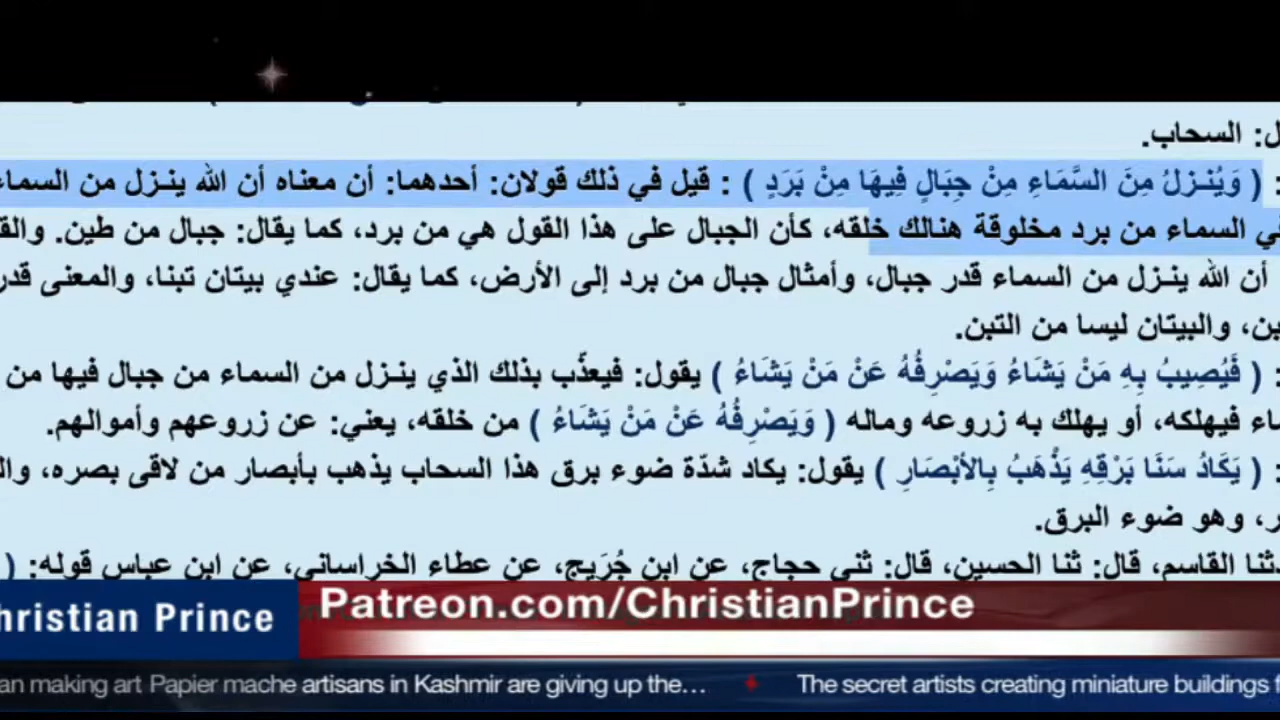 ل: السحاب.
: ( وَيُنـزلُ مِنَ السَّمَاءِ مِنْ جِبَالٍ فِيهَا مِنْ بَرَدٍ ) : قيل في ذلك قولان: أحدهما: أن معناه أن الله ينـزل من السماء
في السماء من برد مخلوقة هنالك خلقه، كأن الجبال على هذا القول هي من برد، كما يقال: جبال من طين. والق
أن الله ينـزل من السماء قدر جبال، وأمثال جبال من برد إلى الأرض، كما يقال: عندي بيتان تبنا، والمعنى قدر
ين، والبيتان ليسا من التبن.
: ( فَيُصِيبُ بِهِ مَنْ يَشَاءُ وَيَصْرِفُهُ عَنْ مَنْ يَشَاءُ ) يقول: فيعذّب بذلك الذي ينـزل من السماء من جبال فيها من
اء فيهلكه، أو يهلك به زروعه وماله ( وَيَصْرِفُهُ عَنْ مَنْ يَشَاءُ ) من خلقه، يعني: عن زروعهم وأموالهم.
: ( يَكَادُ سَنَا بَرْقِهِ يَذْهَبُ بِالأبْصَارِ ) يقول: يكاد شدّة ضوء برق هذا السحاب يذهب بأبصار من لاقى بصره، وال
ر، وهو ضوء البرق.
دثنا القاسم، قال: ثنا الحسين، قال: ثني حجاج، عن ابن جُرَيج، عن عطاء الخراساني، عن ابن عباس قوله: (
hristian Prince
Patreon.com/ChristianPrince
an making art Papier mache artisans in Kashmir are giving up the… The secret artists creating miniature buildings f